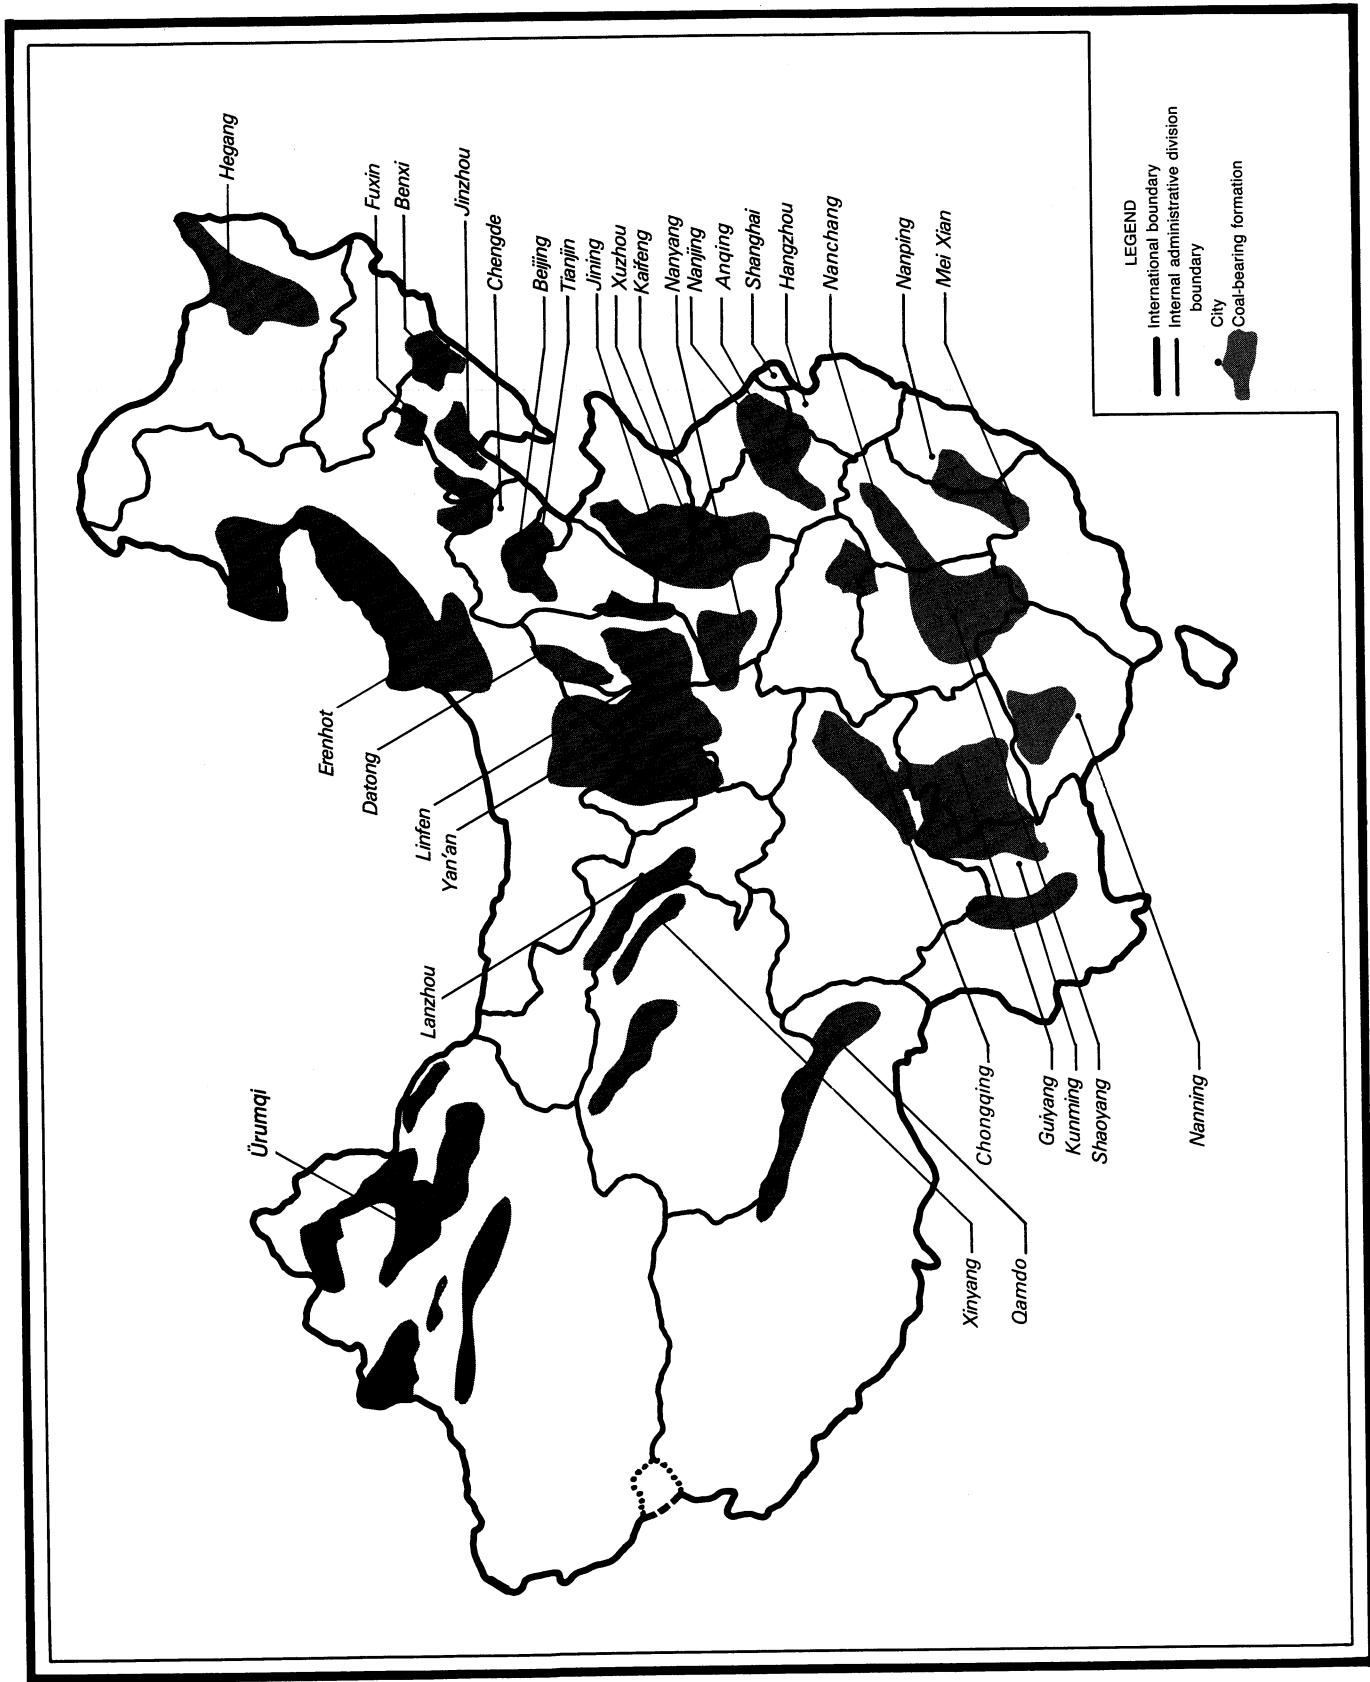 Hegang
Fuxin
Benxi
Jinzhou
Chengde
Beijing
Tianjin
Jining
Xuzhou
Kaifeng
Nanyang
Nanjing
Anqing
Shanghai
Hangzhou
Nanchang
Nanping
Mei Xian
Erenhot
Datong
Linfen
Yan'an
Lanzhou
Ürumqi
Chongqing
Guiyang
Kunming
Shaoyang
Nanning
Xinyang
Qamdo
LEGEND
International boundary
Internal administrative division
boundary
City
Coal-bearing formation